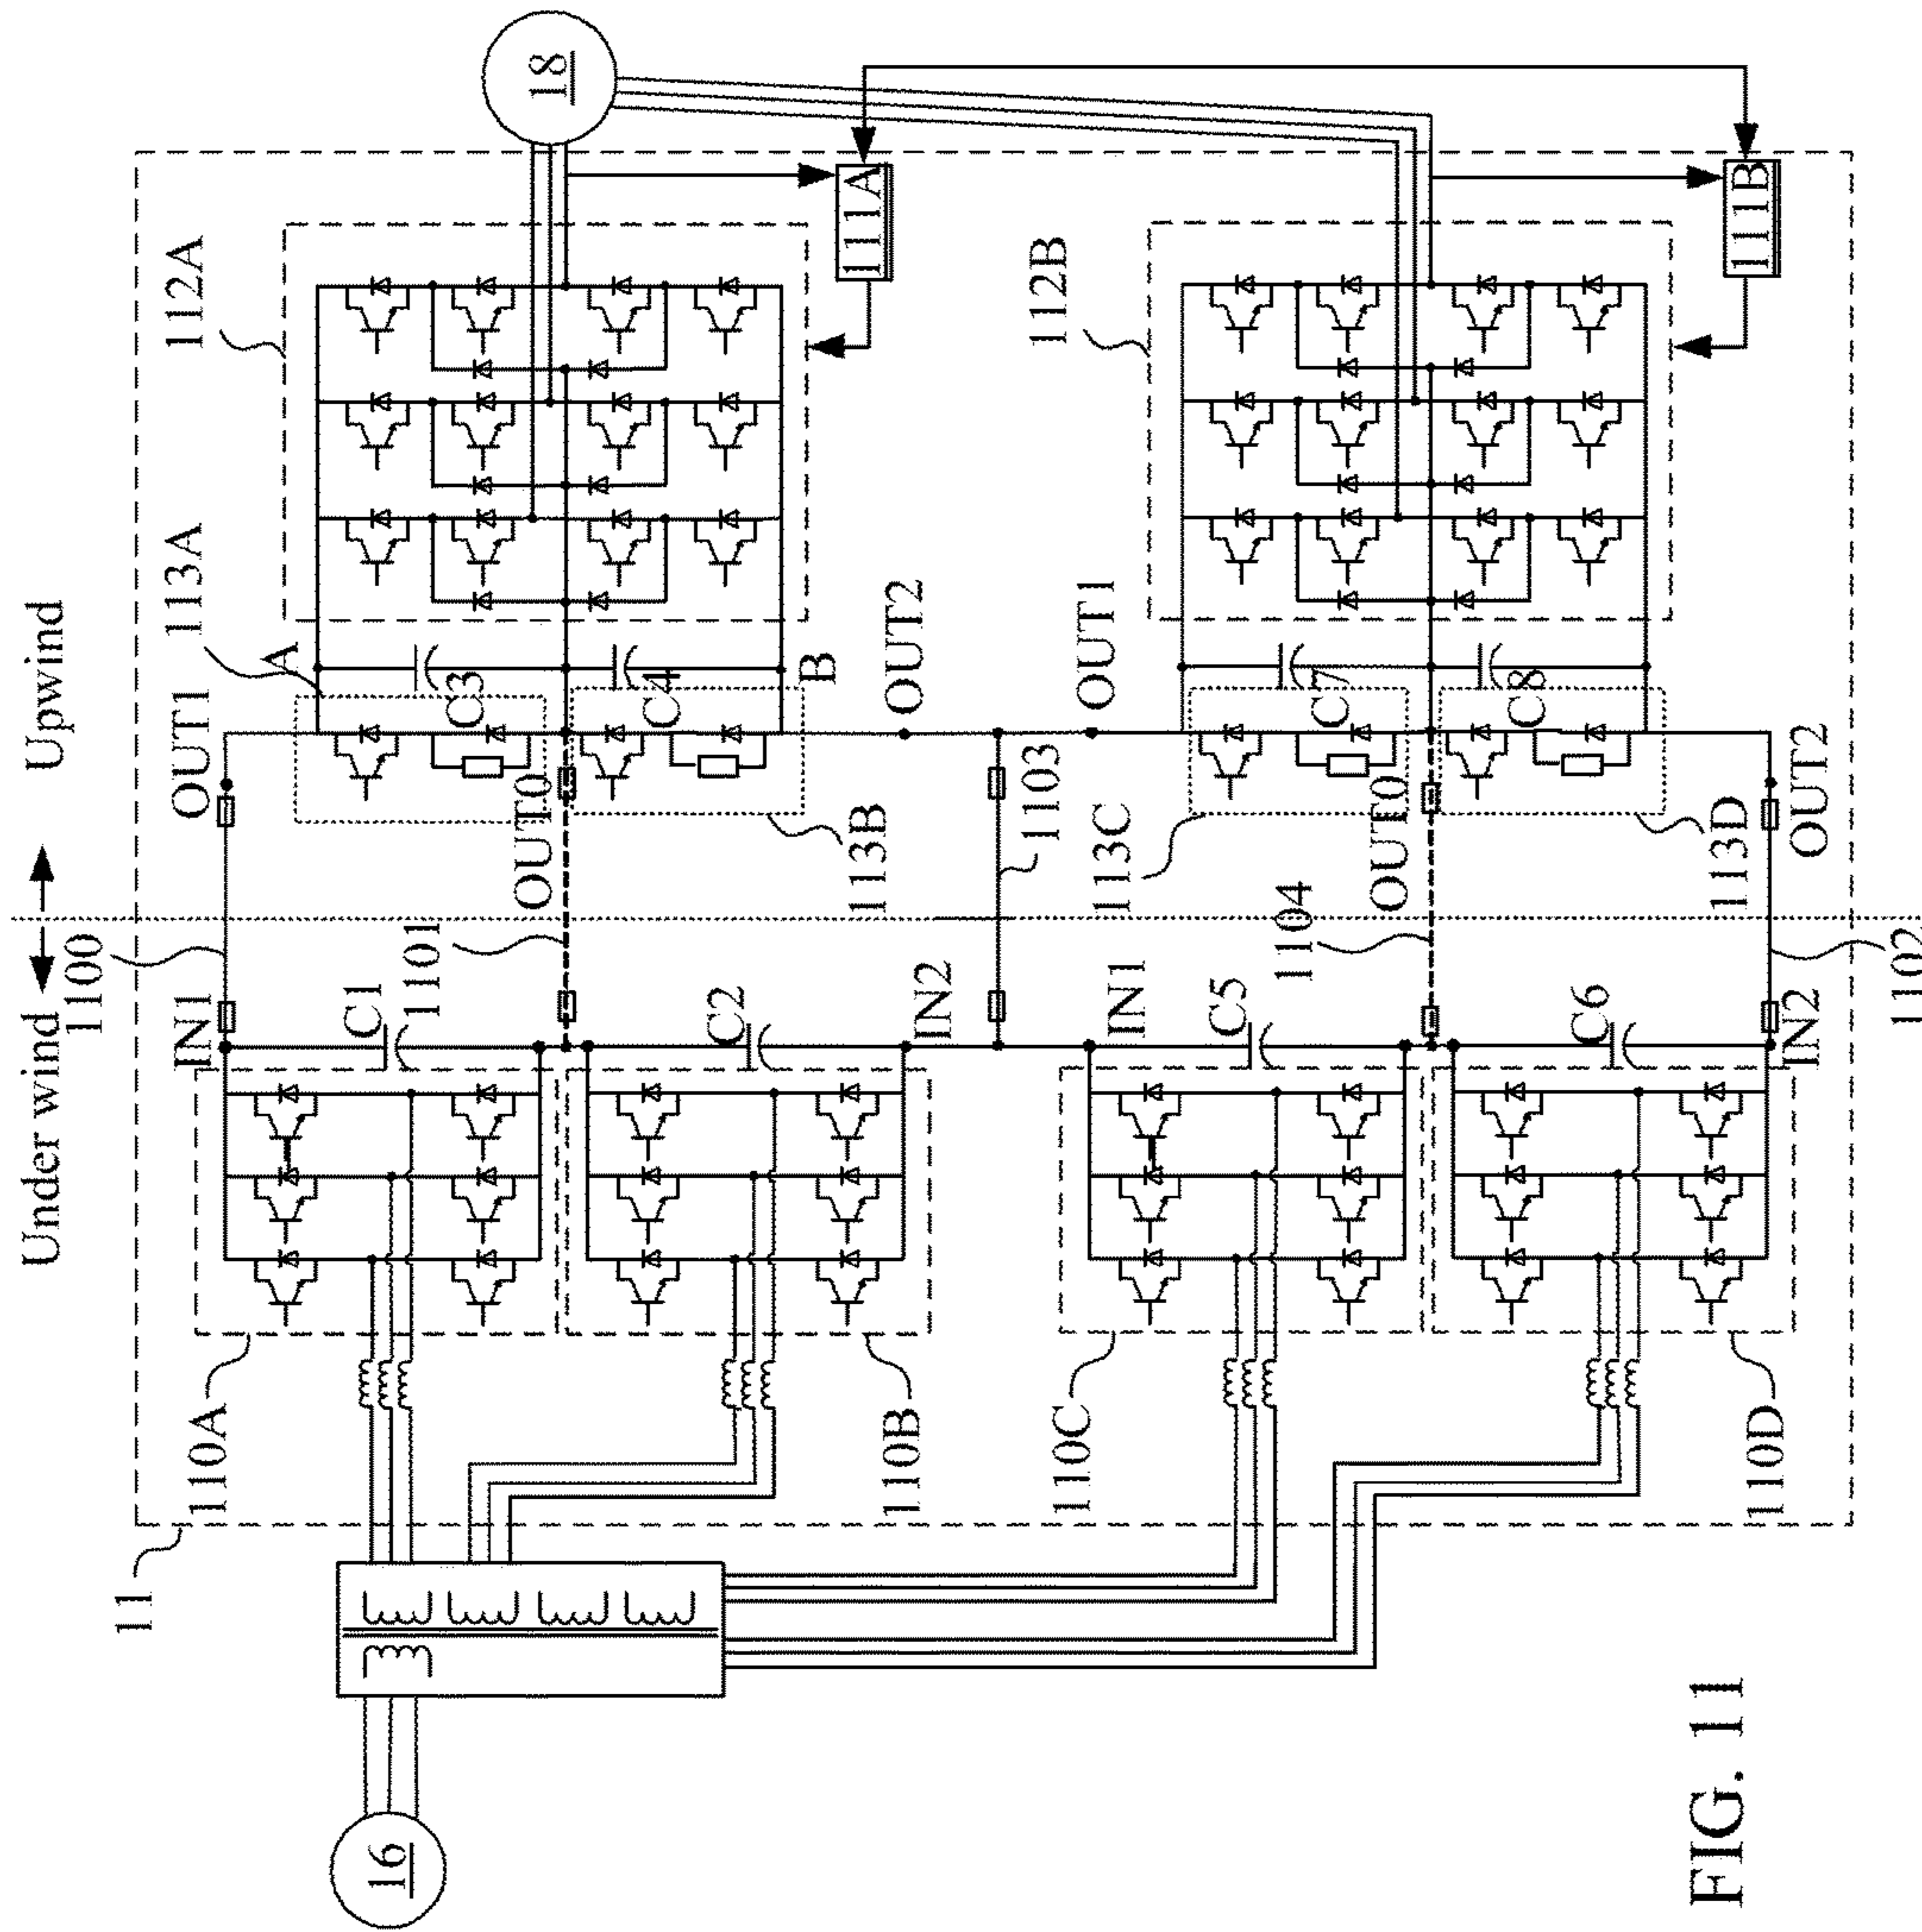 Under wind
Upwind
11
16
18
110A
110B
110C
110D
IN1
1100
C1
1101
C2
IN2
1103
IN1
C5
1104
C6
IN2
1102
OUT1
113A
A
C3
OUT0
C4
B
113B
OUT2
OUT1
113C
C7
OUT0
C8
113D
OUT2
112A
111A
112B
111B
FIG. 11